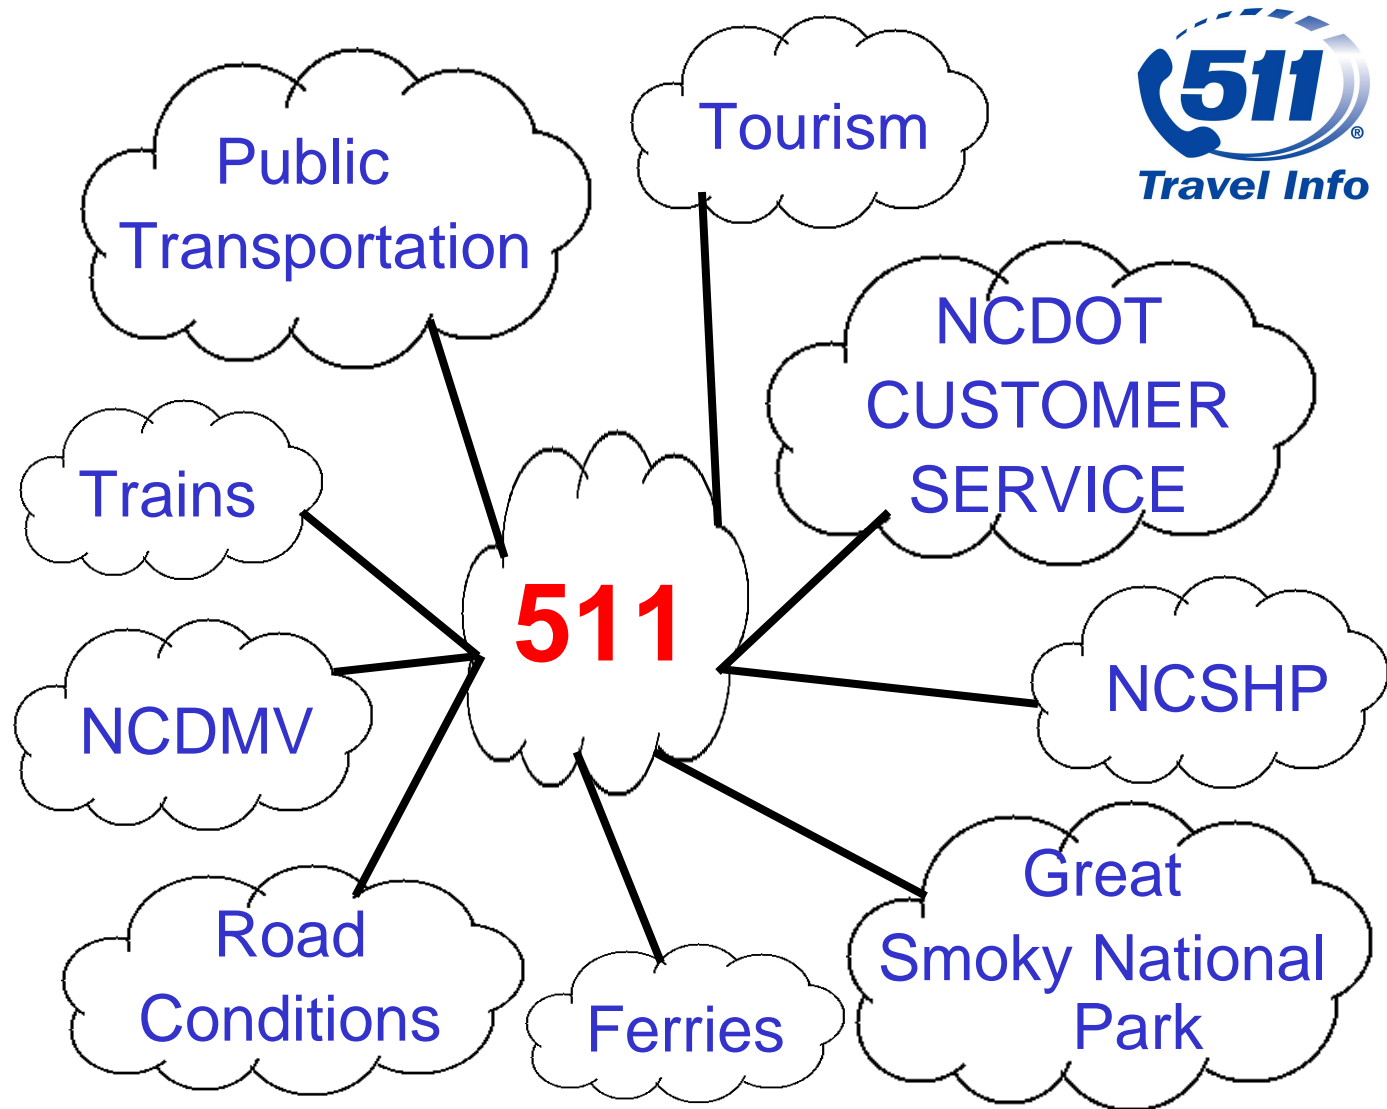 Public
Transportation
Tourism
511
®
Travel Info
NCDOT
CUSTOMER
SERVICE
Trains
511
NCSHP
NCDMV
Great
Smoky National
Park
Road
Conditions
Ferries